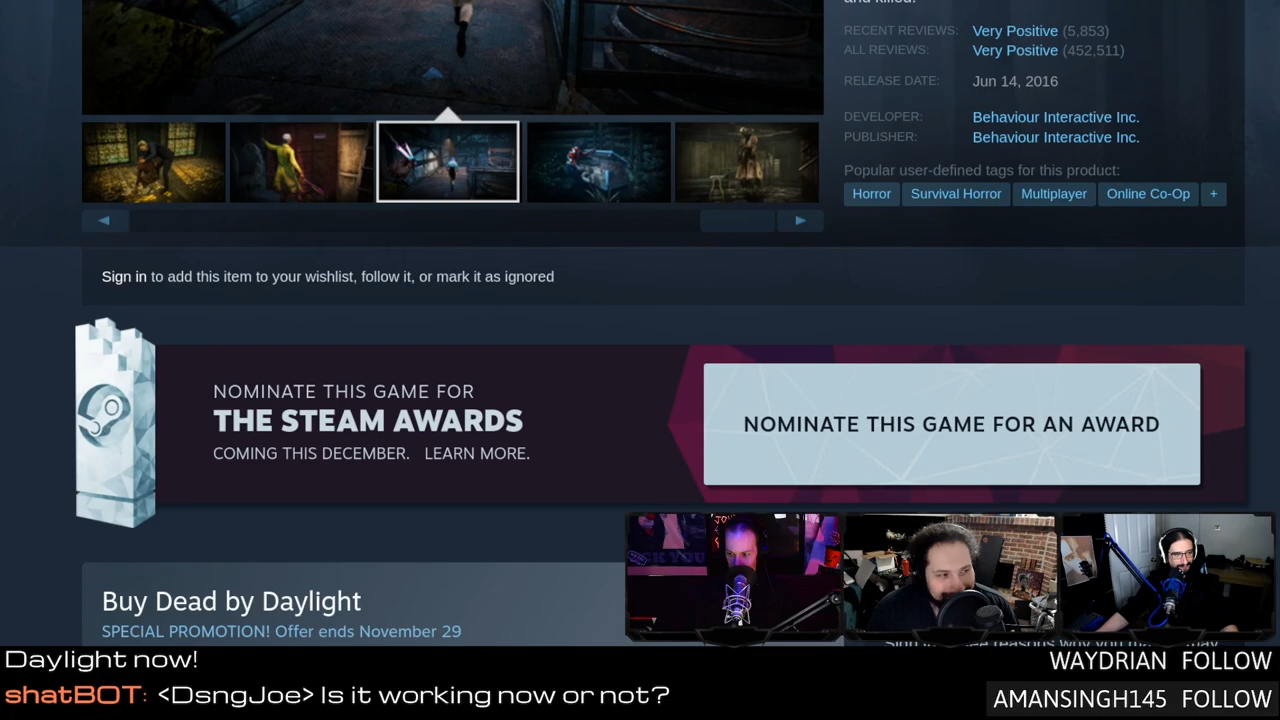 and killed!
RECENT REVIEWS: Very Positive (5,853)
ALL REVIEWS: Very Positive (452,511)
RELEASE DATE: Jun 14, 2016
DEVELOPER: Behaviour Interactive Inc.
PUBLISHER: Behaviour Interactive Inc.
Popular user-defined tags for this product:
Horror Survival Horror Multiplayer Online Co-Op +
Sign in to add this item to your wishlist, follow it, or mark it as ignored
NOMINATE THIS GAME FOR
THE STEAM AWARDS
COMING THIS DECEMBER. LEARN MORE.
NOMINATE THIS GAME FOR AN AWARD
Buy Dead by Daylight
SPECIAL PROMOTION! Offer ends November 29
Daylight now!
shatBOT: <DsngJoe> Is it working now or not?
WAYDRIAN FOLLOW
AMANSINGH145 FOLLOW